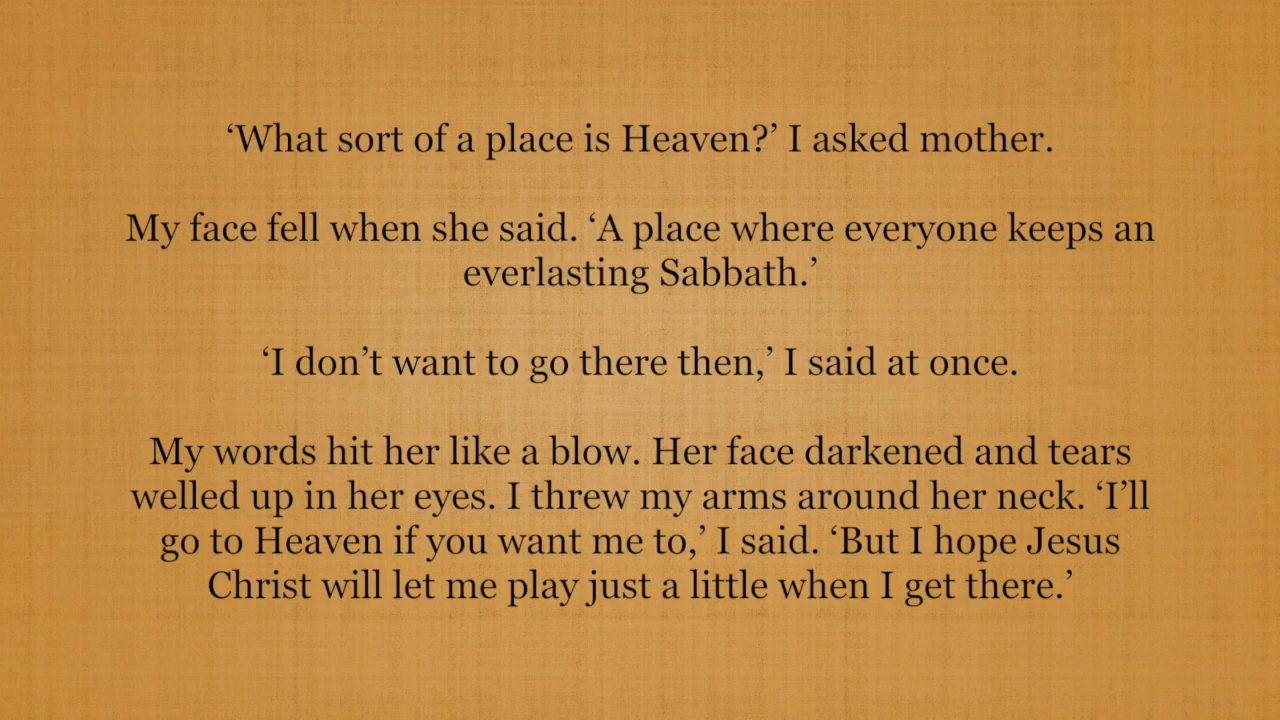 ‘What sort of a place is Heaven?’ I asked mother.
My face fell when she said. ‘A place where everyone keeps an
everlasting Sabbath.’
‘I don’t want to go there then,’ I said at once.
My words hit her like a blow. Her face darkened and tears
welled up in her eyes. I threw my arms around her neck. ‘I’ll
go to Heaven if you want me to,’ I said. ‘But I hope Jesus
Christ will let me play just a little when I get there.’